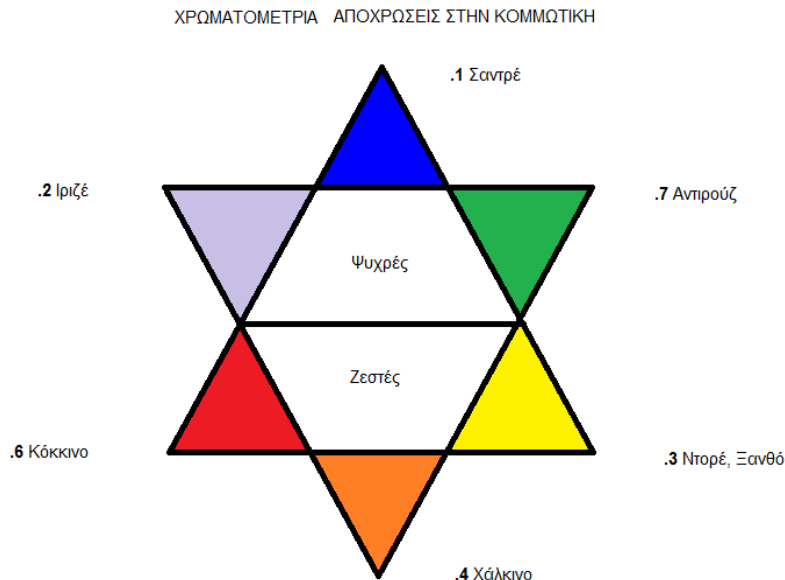 ΧΡΩΜΑΤΟΜΕΤΡΙΑ ΑΠΟΧΡΩΣΕΙΣ ΣΤΗΝ ΚΟΜΜΩΤΙΚΗ
.1 Σαντρέ
.2 Ιριζέ
.7 Αντιρούζ
Ψυχρές
Ζεστές
.6 Κόκκινο
.3 Ντορέ, Ξανθό
.4 Χάλκινο